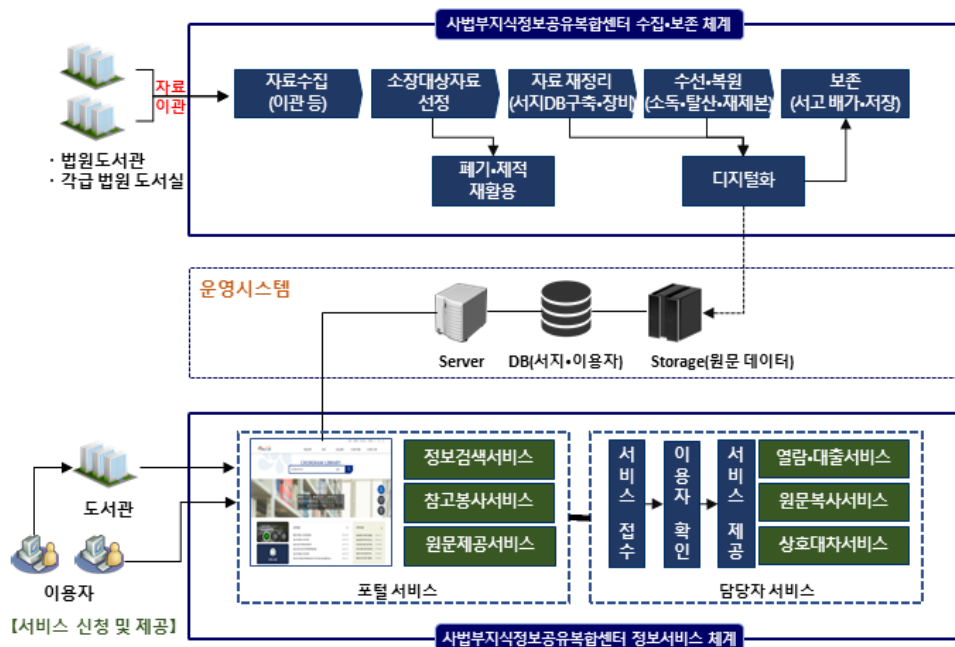 사법부지식정보공유복합센터 수집•보존 체계
자료
이관
· 법원도서관
· 각급 법원 도서실
자료수집
(이관 등)
소장대상자료
선정
자료 재정리
(서지DB구축•장비)
수선•복원
(소독•탈산•재제본)
보존
(서고 배가•저장)
폐기•제적
재활용
디지털화
운영시스템
Server
DB(서지•이용자)
Storage(원문 데이터)
도서관
이용자
【서비스 신청 및 제공】
정보검색서비스
참고봉사서비스
원문제공서비스
포털 서비스
서비스 접수
이용자 확인
서비스 제공
열람•대출서비스
원문복사서비스
상호대차서비스
담당자 서비스
사법부지식정보공유복합센터 정보서비스 체계